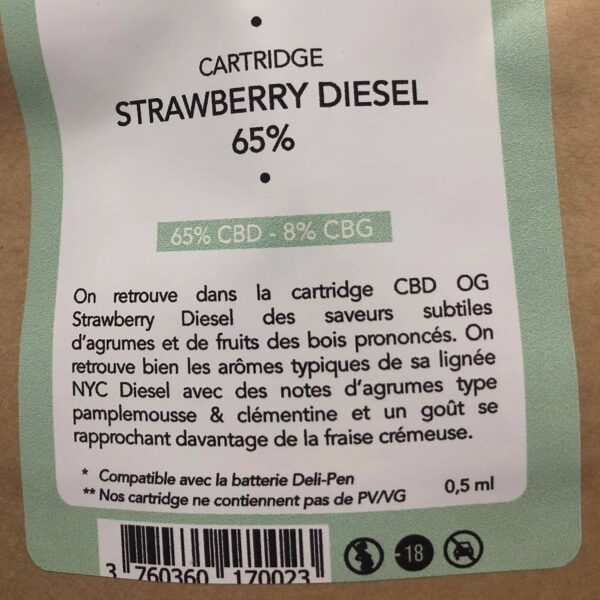 CARTRIDGE
STRAWBERRY DIESEL
65%
65% CBD - 8% CBG
On retrouve dans la cartridge CBD OG
Strawberry Diesel des saveurs subtiles
d'agrumes et de fruits des bois prononcés. On
retrouve bien les arômes typiques de sa lignée
NYC Diesel avec des notes d'agrumes type
pamplemousse & clémentine et un goût se
rapprochant davantage de la fraise crémeuse.
* Compatible avec la batterie Deli-Pen
** Nos cartridge ne contiennent pas de PV/VG
0,5 ml
3 760360 170023
-18